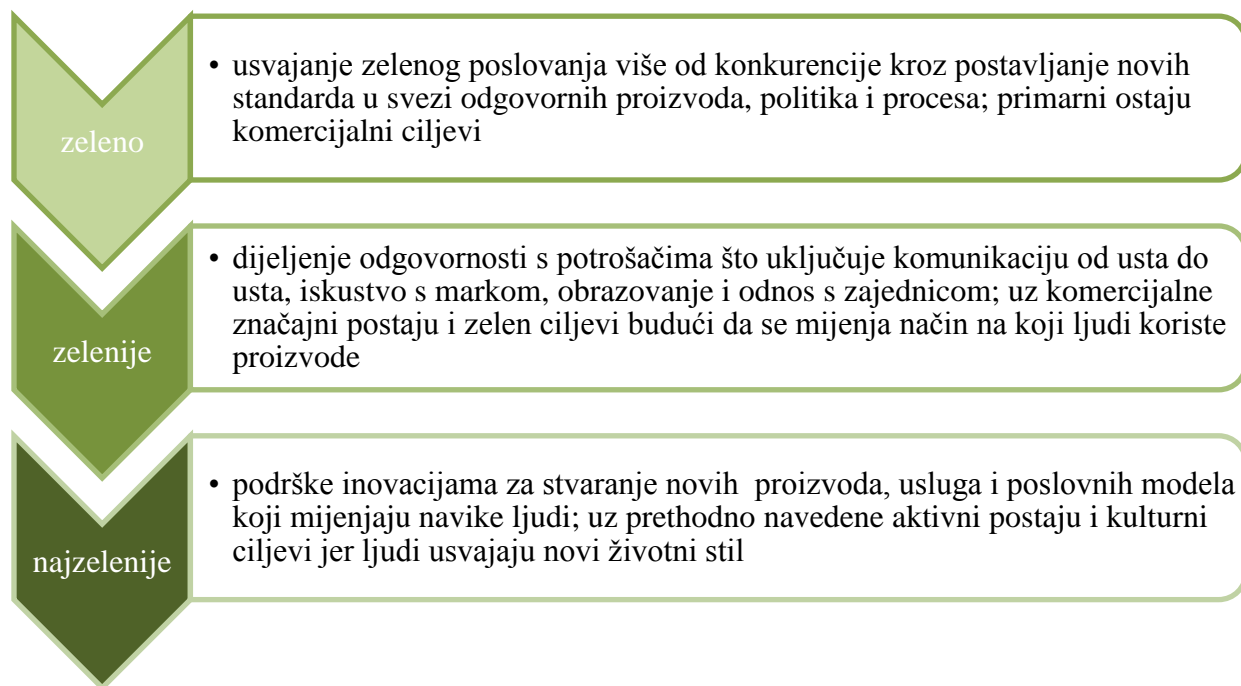 zeleno
• usvajanje zelenog poslovanja više od konkurencije kroz postavljanje novih
standarda u svezi odgovornih proizvoda, politika i procesa; primarni ostaju
komercijalni ciljevi
zelenije
• dijeljenje odgovornosti s potrošačima što uključuje komunikaciju od usta do
usta, iskustvo s markom, obrazovanje i odnos s zajednicom; uz komercijalne
značajni postaju i zelen ciljevi budući da se mijenja način na koji ljudi koriste
proizvode
najzelenije
• podrške inovacijama za stvaranje novih  proizvoda, usluga i poslovnih modela
koji mijenjaju navike ljudi; uz prethodno navedene aktivni postaju i kulturni
ciljevi jer ljudi usvajaju novi životni stil